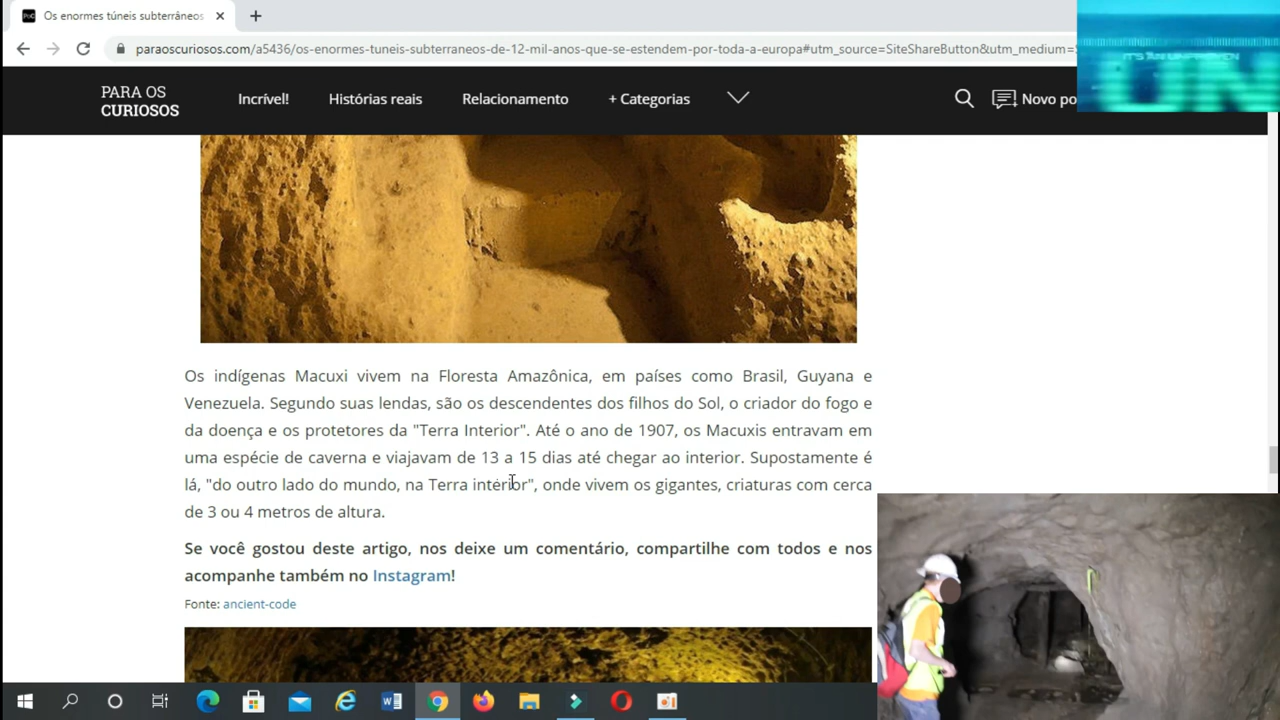 Os enormes túneis subterrâneos
paraoscuriosos.com/a5436/os-enormes-tuneis-subterraneos-de-12-mil-anos-que-se-estendem-por-toda-a-europa#utm_source=SiteShareButton&utm_medium=
PARA OS
CURIOSOS
Incrível!
Histórias reais
Relacionamento
+ Categorias
Novo po
IT'S AN UNPROVEN
UN
Os indígenas Macuxi vivem na Floresta Amazônica, em países como Brasil, Guyana e
Venezuela. Segundo suas lendas, são os descendentes dos filhos do Sol, o criador do fogo e
da doença e os protetores da "Terra Interior". Até o ano de 1907, os Macuxis entravam em
uma espécie de caverna e viajavam de 13 a 15 dias até chegar ao interior. Supostamente é
lá, "do outro lado do mundo, na Terra interior", onde vivem os gigantes, criaturas com cerca
de 3 ou 4 metros de altura.
Se você gostou deste artigo, nos deixe um comentário, compartilhe com todos e nos
acompanhe também no Instagram!
Fonte: ancient-code